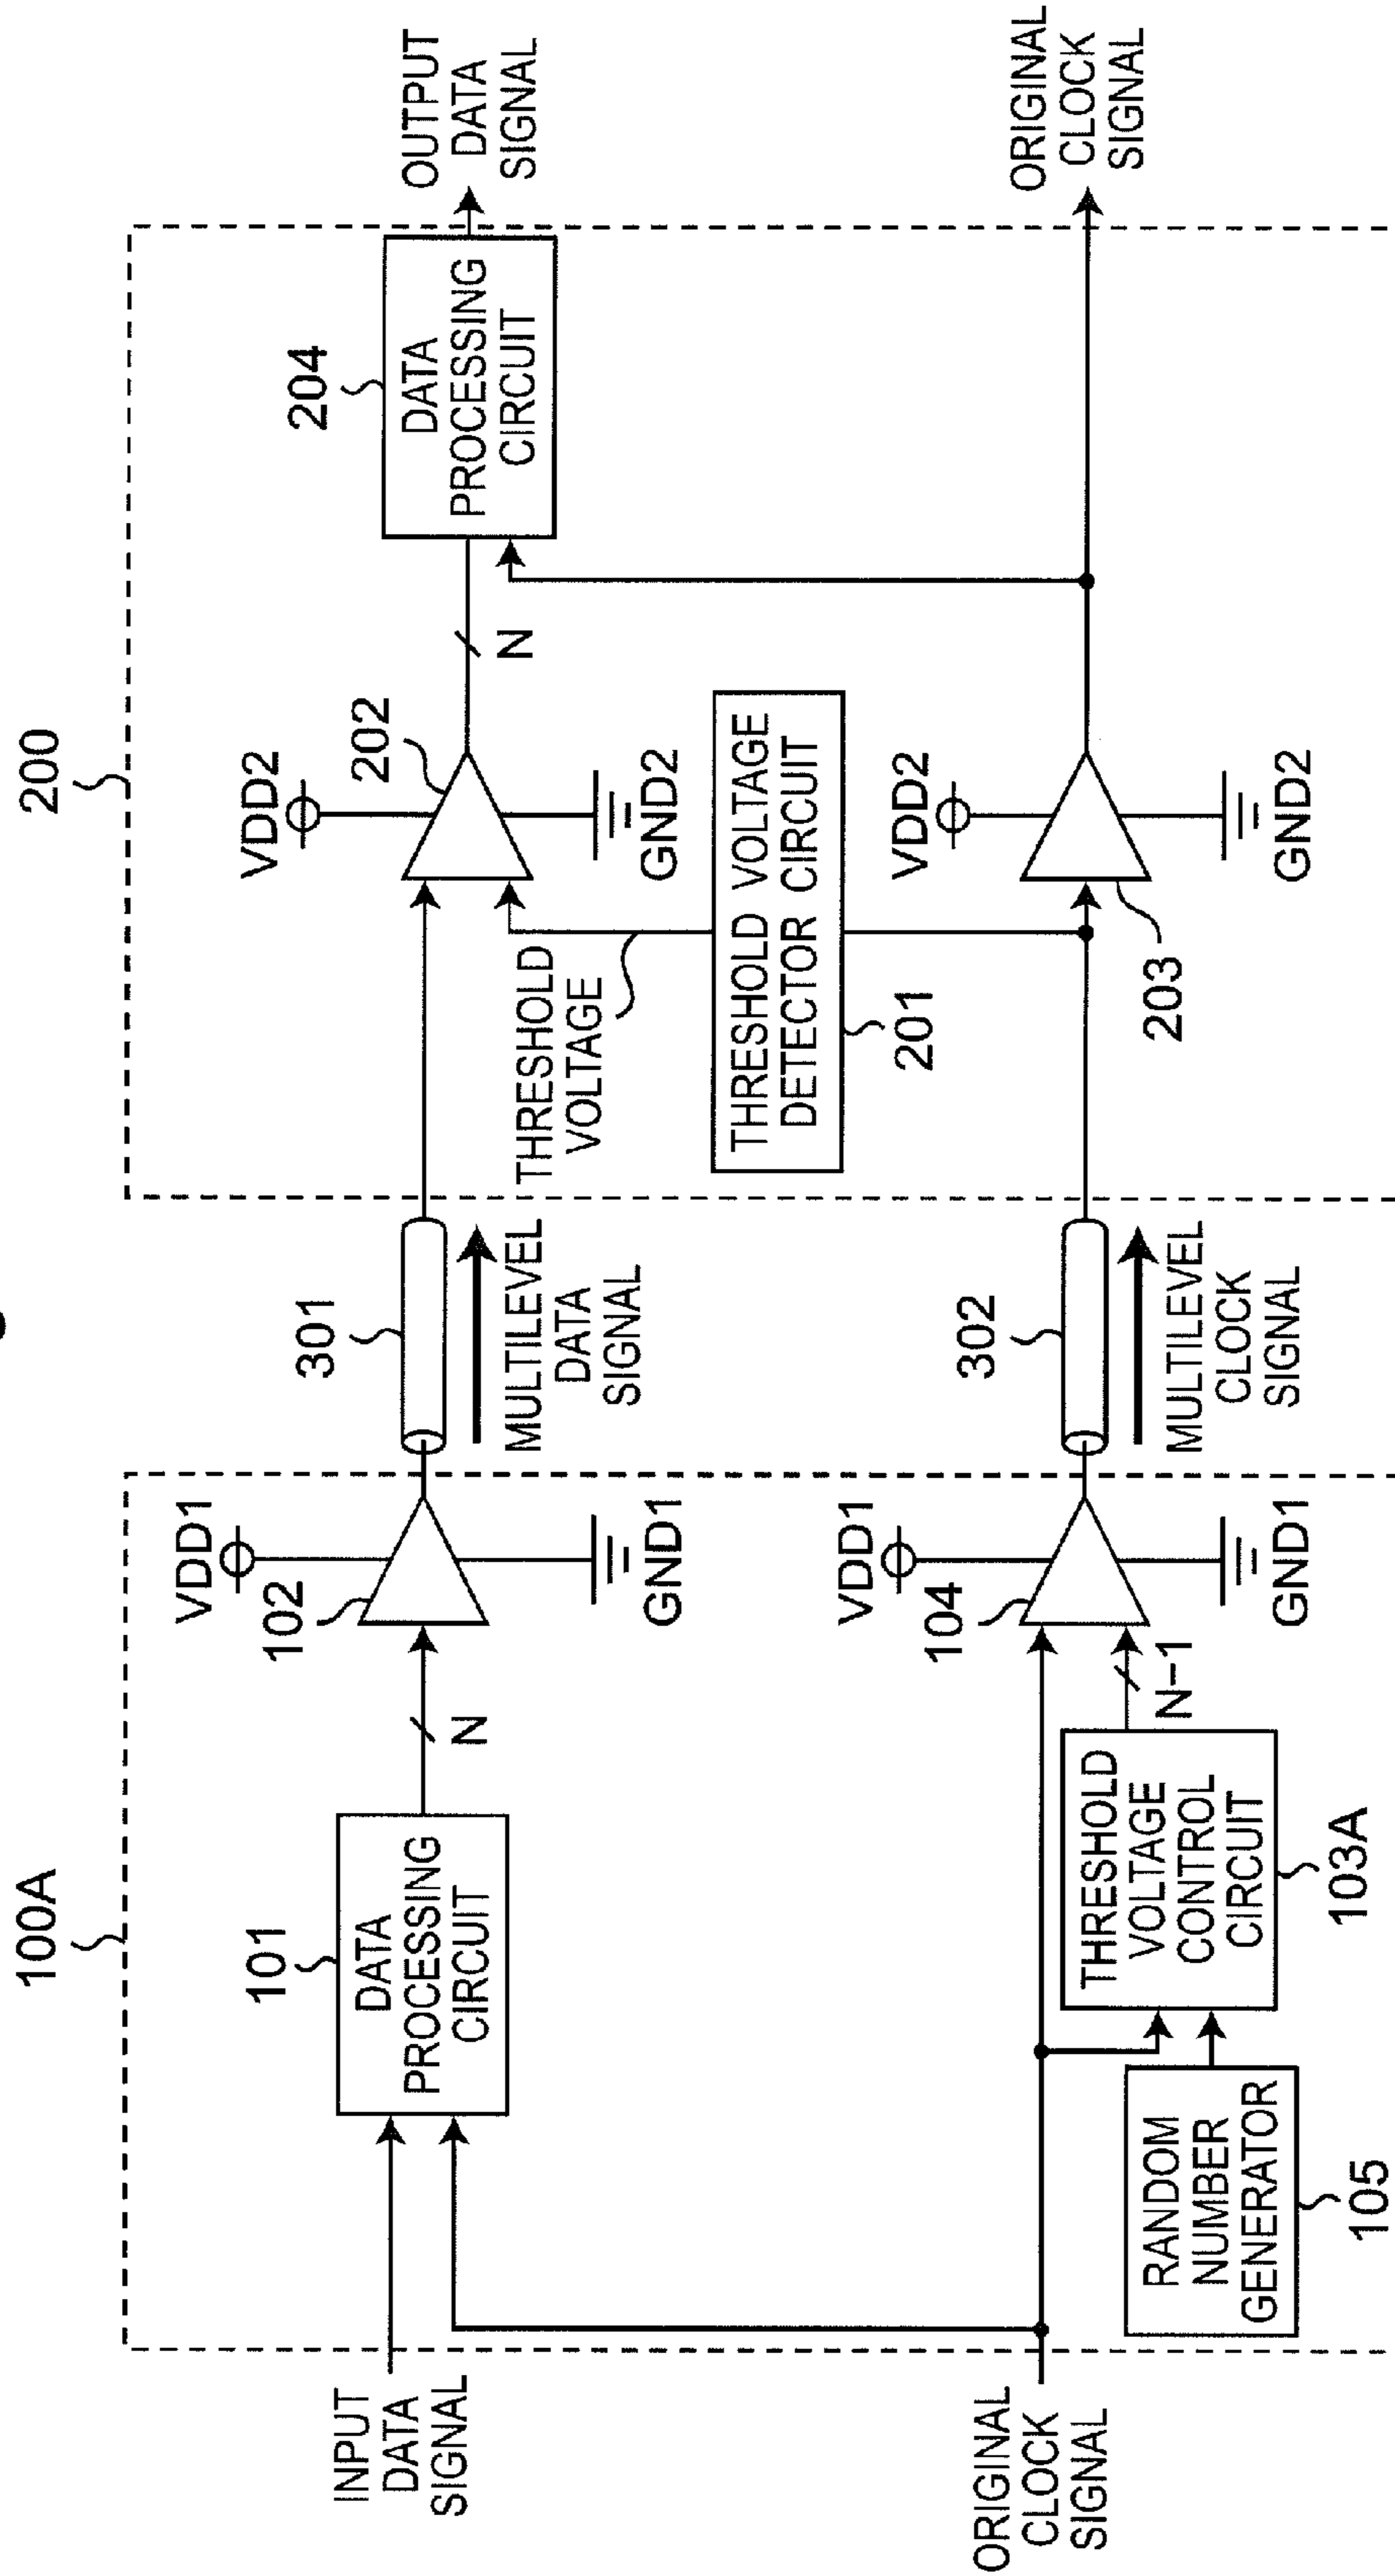 100A
200
INPUT
DATA
SIGNAL
101
DATA
PROCESSING
CIRCUIT
N
VDD1
102
GND1
301
MULTILEVEL
DATA
SIGNAL
THRESHOLD
VOLTAGE
VDD2
202
GND2
N
204
DATA
PROCESSING
CIRCUIT
OUTPUT
DATA
SIGNAL
THRESHOLD VOLTAGE
DETECTOR CIRCUIT
201
ORIGINAL
CLOCK
SIGNAL
RANDOM
NUMBER
GENERATOR
105
THRESHOLD
VOLTAGE
CONTROL
CIRCUIT
103A
N-1
VDD1
104
GND1
302
MULTILEVEL
CLOCK
SIGNAL
203
VDD2
GND2
ORIGINAL
CLOCK
SIGNAL